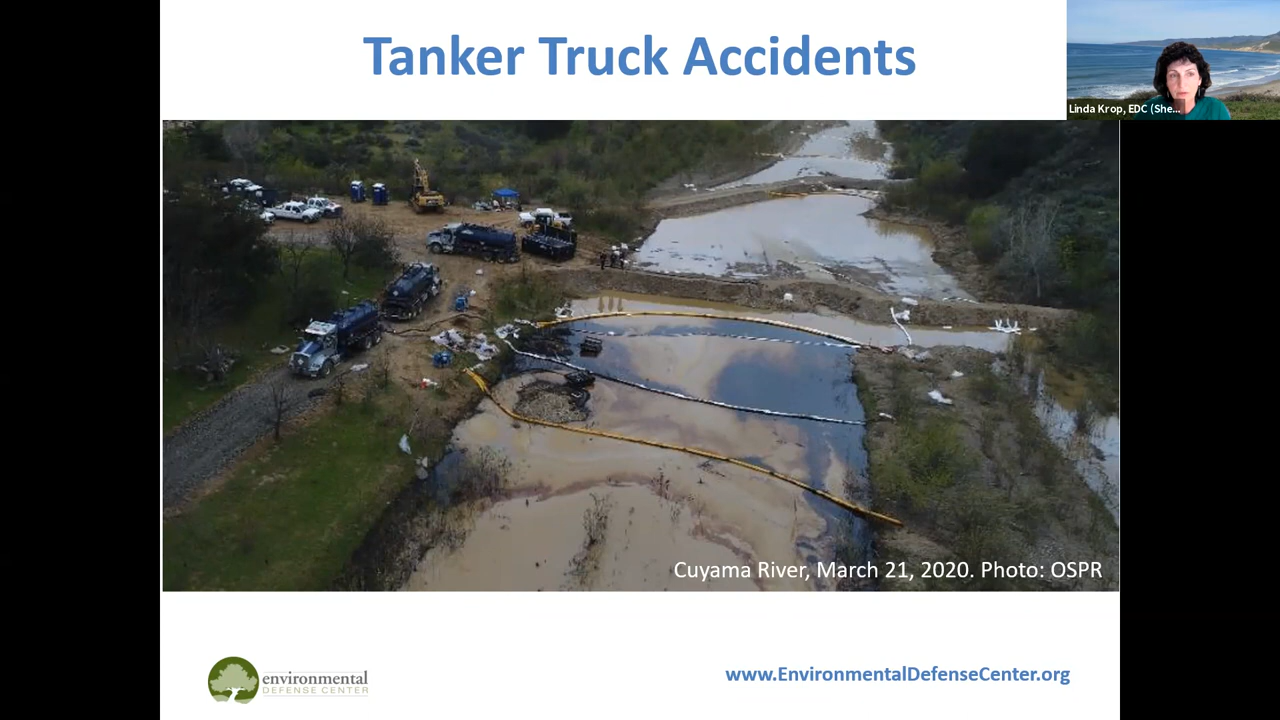 Tanker Truck Accidents
Linda Krop, EDC (She...
Cuyama River, March 21, 2020. Photo: OSPR
environmental
DEFENSE CENTER
www.EnvironmentalDefenseCenter.org